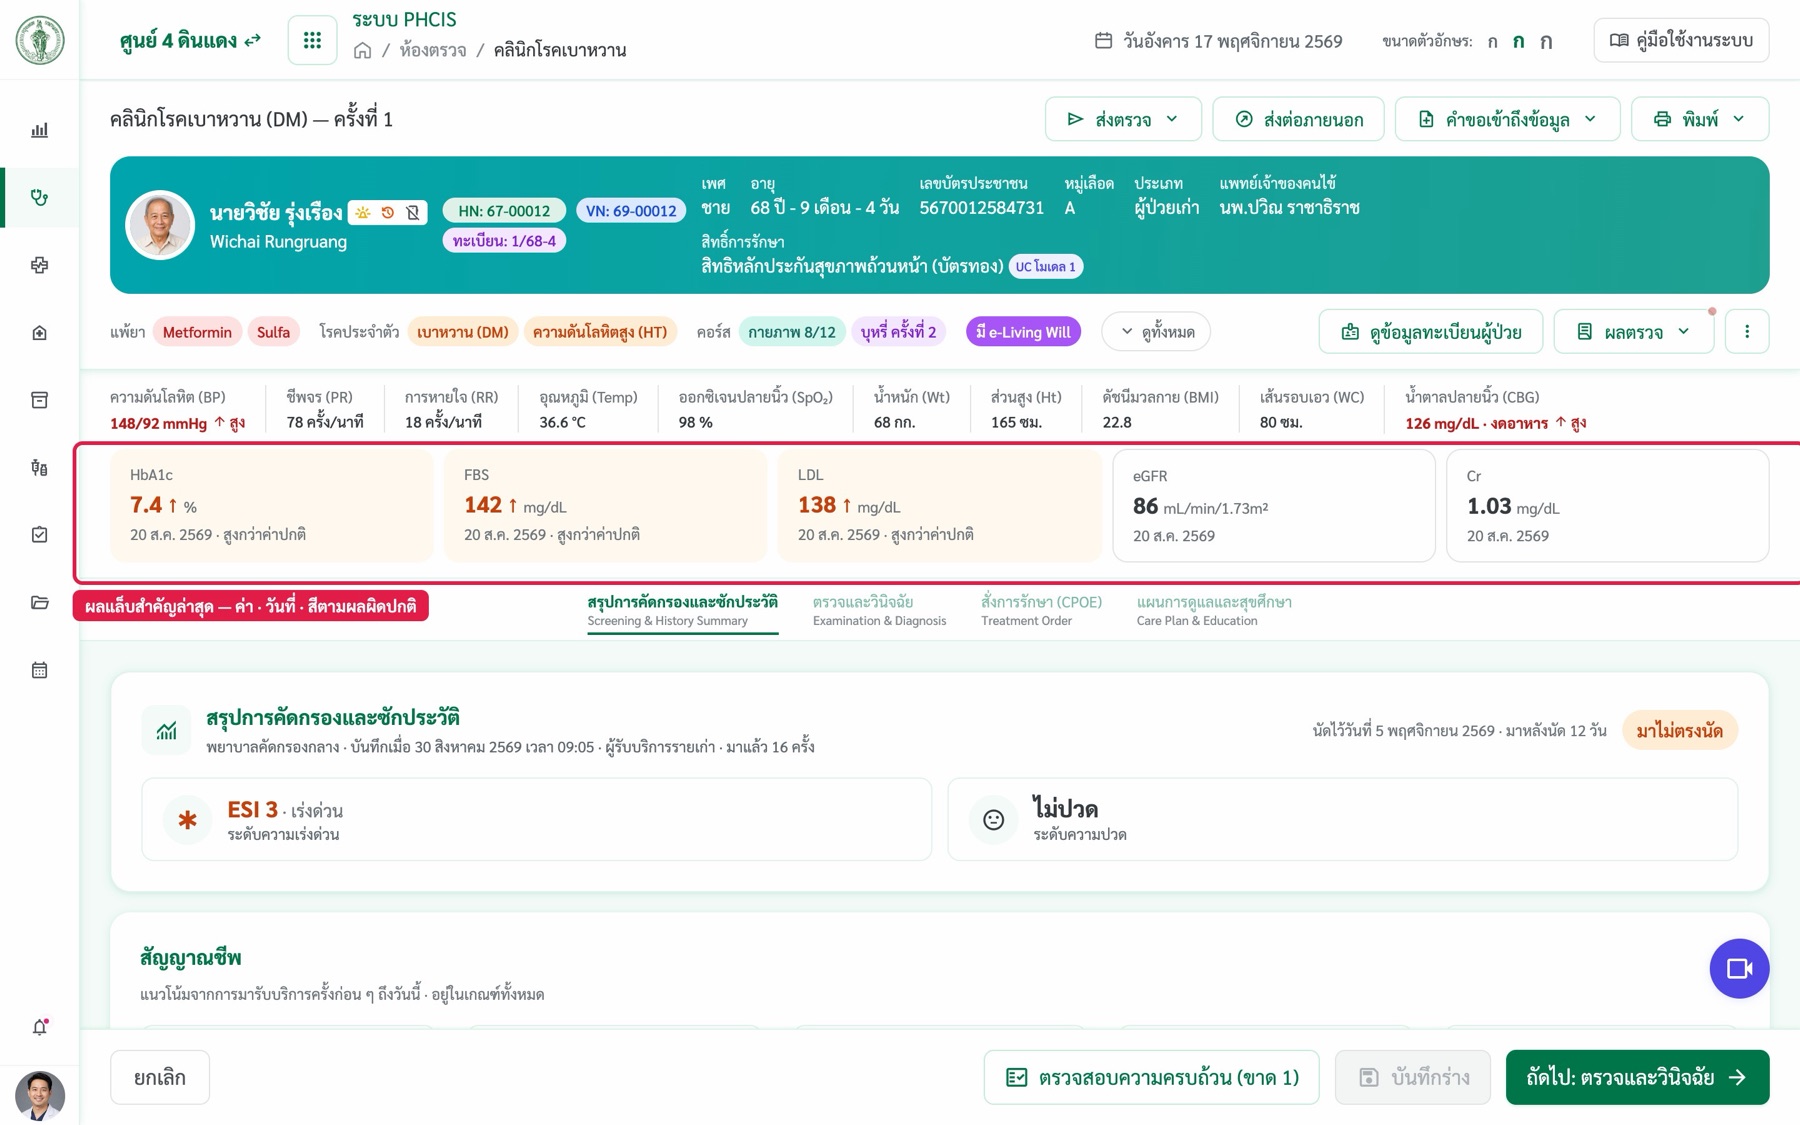 ศูนย์ 4 ดินแดง
ระบบ PHCIS
/ ห้องตรวจ / คลินิกโรคเบาหวาน
วันอังคาร 17 พฤศจิกายน 2569
ขนาดตัวอักษร: ก ก ก
คู่มือใช้งานระบบ
คลินิกโรคเบาหวาน (DM) — ครั้งที่ 1
ส่งตรวจ
ส่งต่อภายนอก
คำขอเข้าถึงข้อมูล
พิมพ์
นายวิชัย รุ่งเรือง
Wichai Rungruang
HN: 67-00012
VN: 69-00012
ทะเบียน: 1/68-4
เพศ
ชาย
อายุ
68 ปี - 9 เดือน - 4 วัน
เลขบัตรประชาชน
5670012584731
หมู่เลือด
A
ประเภท
ผู้ป่วยเก่า
แพทย์เจ้าของคนไข้
นพ.ปวิณ ราชาธิราช
สิทธิ์การรักษา
สิทธิหลักประกันสุขภาพถ้วนหน้า (บัตรทอง) UC โมเดล 1
แพ้ยา Metformin Sulfa โรคประจำตัว เบาหวาน (DM) ความดันโลหิตสูง (HT) คอร์ส กายภาพ 8/12 บุหรี่ ครั้งที่ 2 มี e-Living Will ดูทั้งหมด
ดูข้อมูลทะเบียนผู้ป่วย
ผลตรวจ
ความดันโลหิต (BP)
148/92 mmHg ↑ สูง
ชีพจร (PR)
78 ครั้ง/นาที
การหายใจ (RR)
18 ครั้ง/นาที
อุณหภูมิ (Temp)
36.6 °C
ออกซิเจนปลายนิ้ว (SpO₂)
98 %
น้ำหนัก (Wt)
68 กก.
ส่วนสูง (Ht)
165 ซม.
ดัชนีมวลกาย (BMI)
22.8
เส้นรอบเอว (WC)
80 ซม.
น้ำตาลปลายนิ้ว (CBG)
126 mg/dL · งดอาหาร ↑ สูง
HbA1c
7.4 ↑ %
20 ส.ค. 2569 · สูงกว่าค่าปกติ
FBS
142 ↑ mg/dL
20 ส.ค. 2569 · สูงกว่าค่าปกติ
LDL
138 ↑ mg/dL
20 ส.ค. 2569 · สูงกว่าค่าปกติ
eGFR
86 mL/min/1.73m²
20 ส.ค. 2569
Cr
1.03 mg/dL
20 ส.ค. 2569
ผลแล็บสำคัญล่าสุด — ค่า · วันที่ · สีตามผลผิดปกติ
สรุปการคัดกรองและซักประวัติ
Screening & History Summary
ตรวจและวินิจฉัย
Examination & Diagnosis
สั่งการรักษา (CPOE)
Treatment Order
แผนการดูแลและสุขศึกษา
Care Plan & Education
สรุปการคัดกรองและซักประวัติ
พยาบาลคัดกรองกลาง · บันทึกเมื่อ 30 สิงหาคม 2569 เวลา 09:05 · ผู้รับบริการรายเก่า · มาแล้ว 16 ครั้ง
นัดไว้วันที่ 5 พฤศจิกายน 2569 · มาหลังนัด 12 วัน
มาไม่ตรงนัด
ESI 3 · เร่งด่วน
ระดับความเร่งด่วน
ไม่ปวด
ระดับความปวด
สัญญาณชีพ
แนวโน้มจากการมารับบริการครั้งก่อน ๆ ถึงวันนี้ · อยู่ในเกณฑ์ทั้งหมด
ยกเลิก
ตรวจสอบความครบถ้วน (ขาด 1)
บันทึกร่าง
ถัดไป: ตรวจและวินิจฉัย